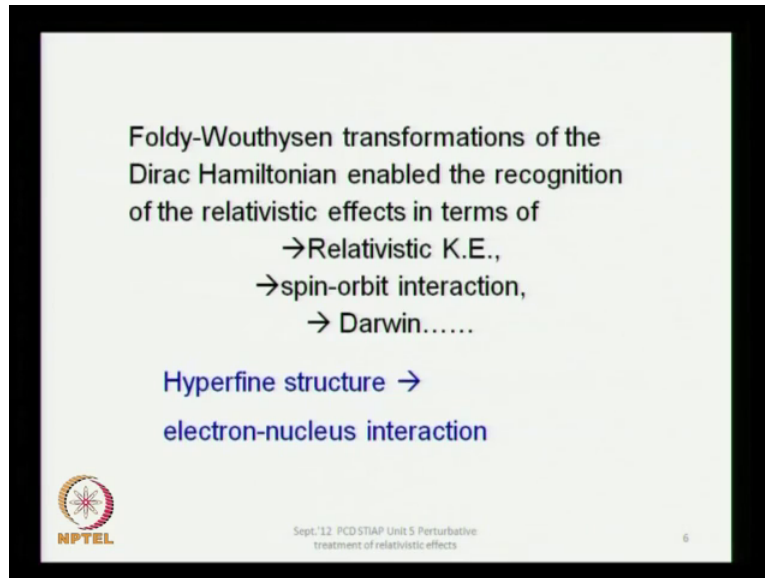 Foldy-Wouthysen transformations of the
Dirac Hamiltonian enabled the recognition
of the relativistic effects in terms of
→Relativistic K.E.,
→spin-orbit interaction,
→ Darwin......
Hyperfine structure →
electron-nucleus interaction
NPTEL
Sept.'12 PCD STiAP Unit 5 Perturbative
treatment of relativistic effects
6